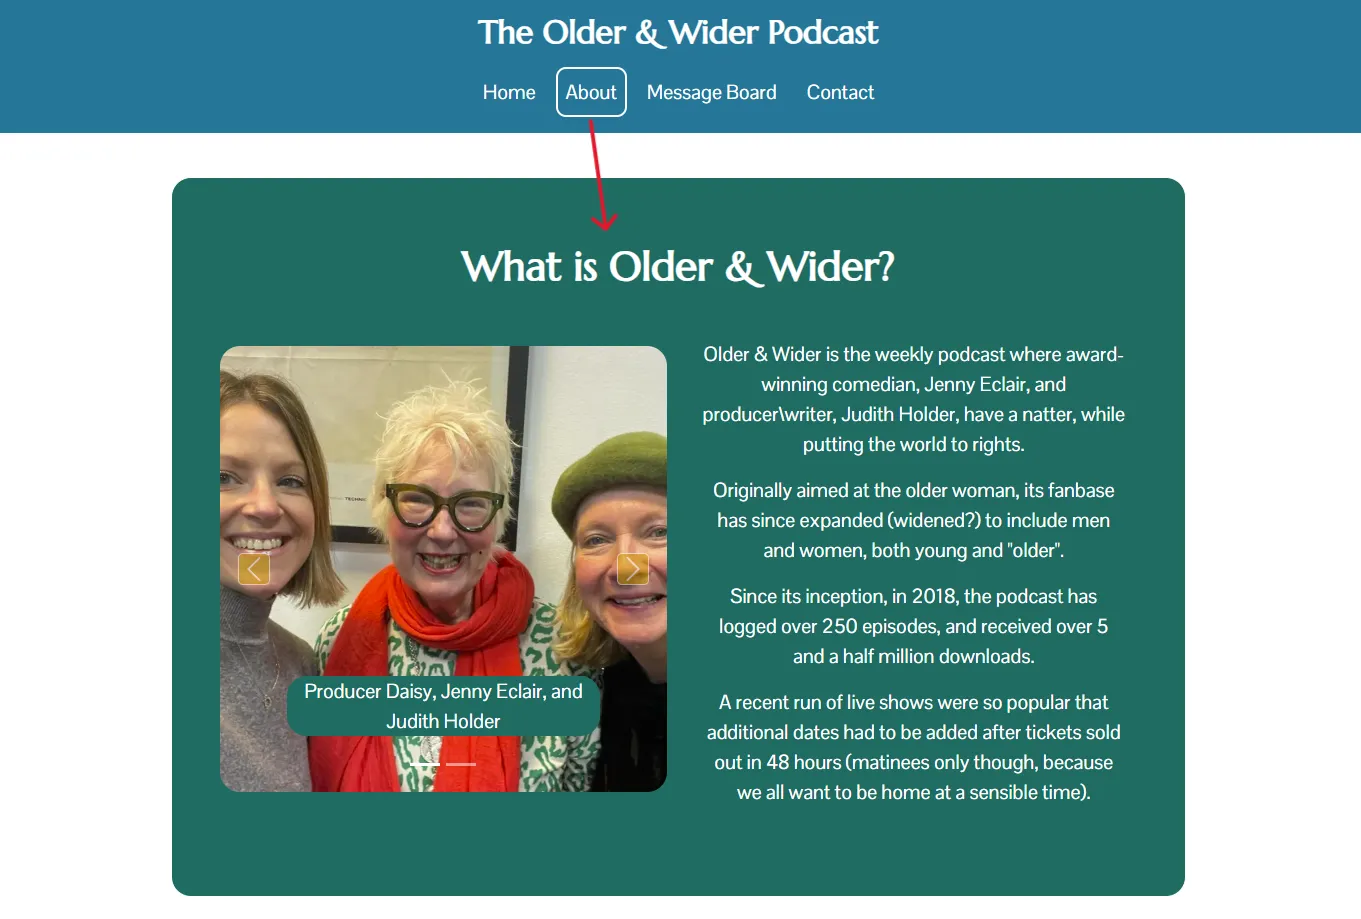 The Older & Wider Podcast
Home About Message Board Contact
What is Older & Wider?
TECHNIC
Producer Daisy, Jenny Eclair, and
Judith Holder
Older & Wider is the weekly podcast where award-
winning comedian, Jenny Eclair, and
producer\writer, Judith Holder, have a natter, while
putting the world to rights.
Originally aimed at the older woman, its fanbase
has since expanded (widened?) to include men
and women, both young and "older".
Since its inception, in 2018, the podcast has
logged over 250 episodes, and received over 5
and a half million downloads.
A recent run of live shows were so popular that
additional dates had to be added after tickets sold
out in 48 hours (matinees only though, because
we all want to be home at a sensible time).